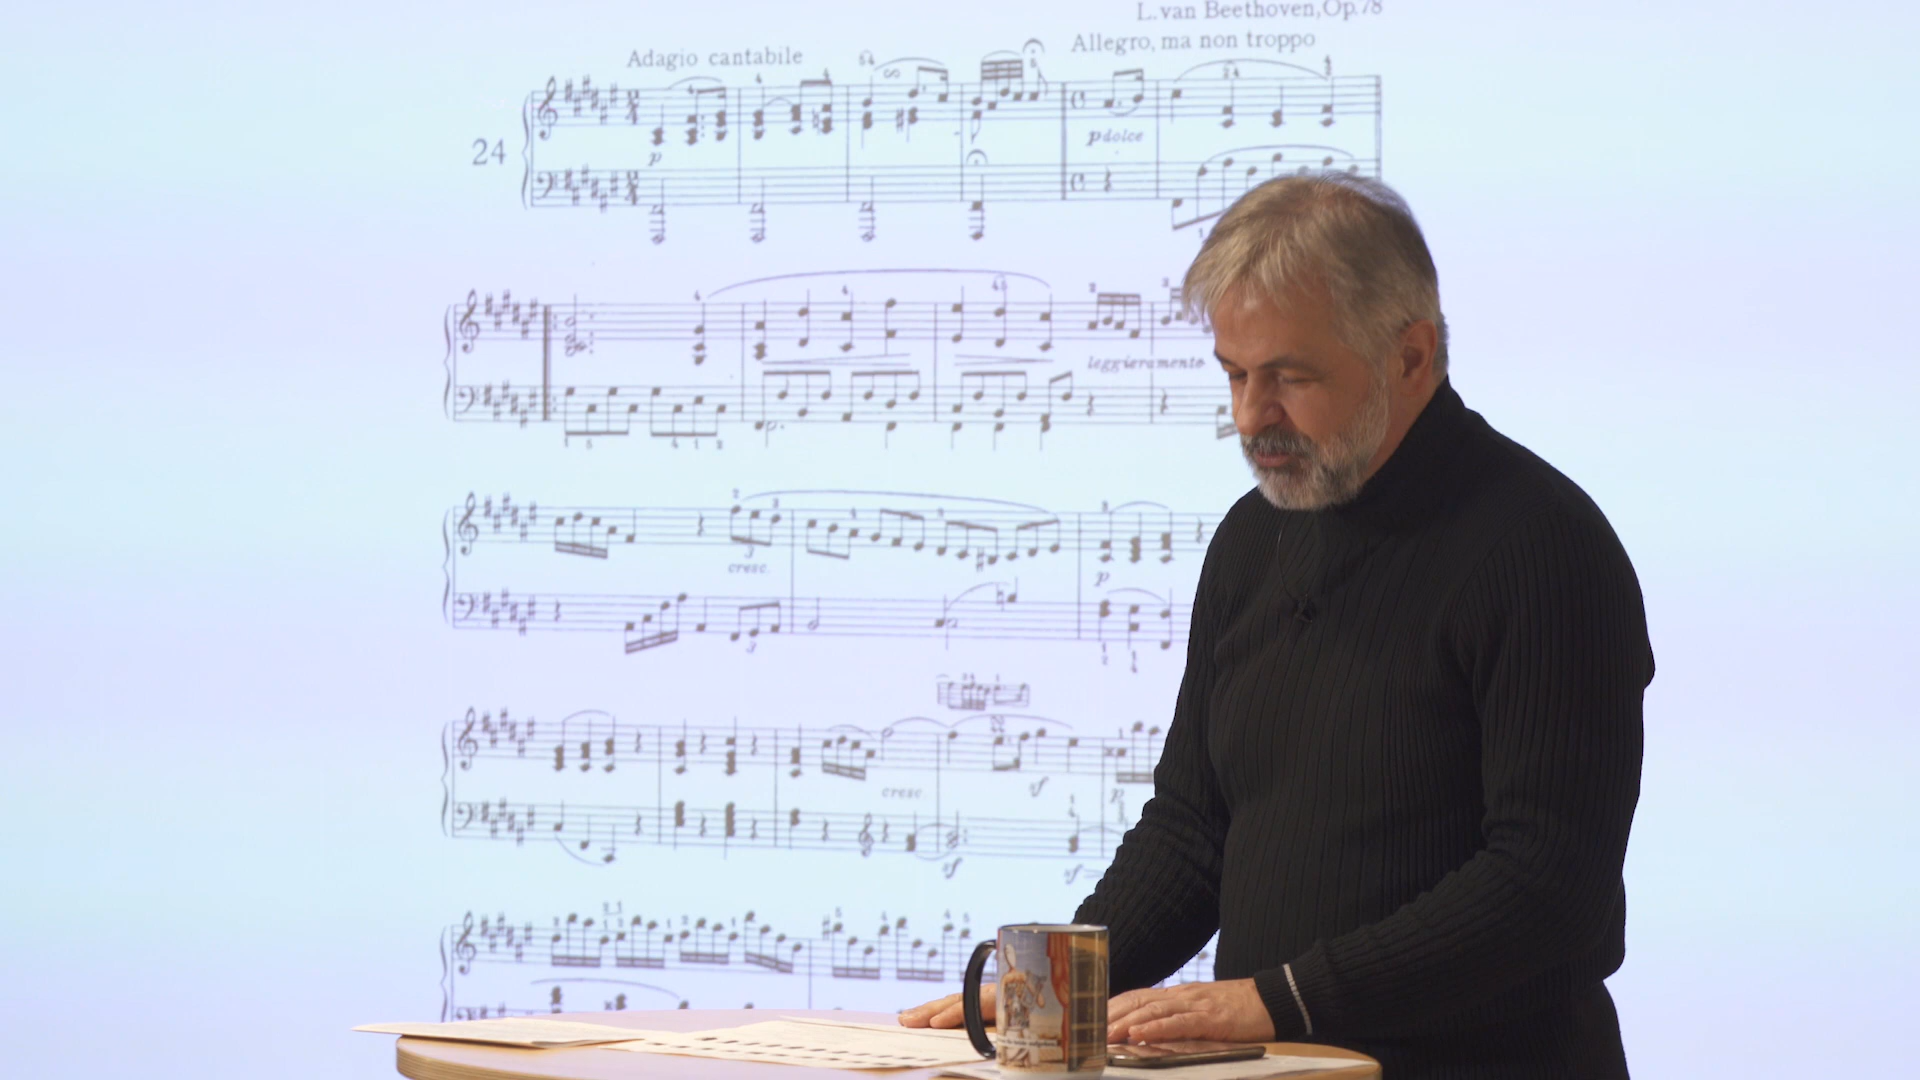 L. van Beethoven, Op. 78
Adagio cantabile
Allegro, ma non troppo
24
p
p dolce
leggieramente
cresc.
p
cresc.
sf
p
sf
sf